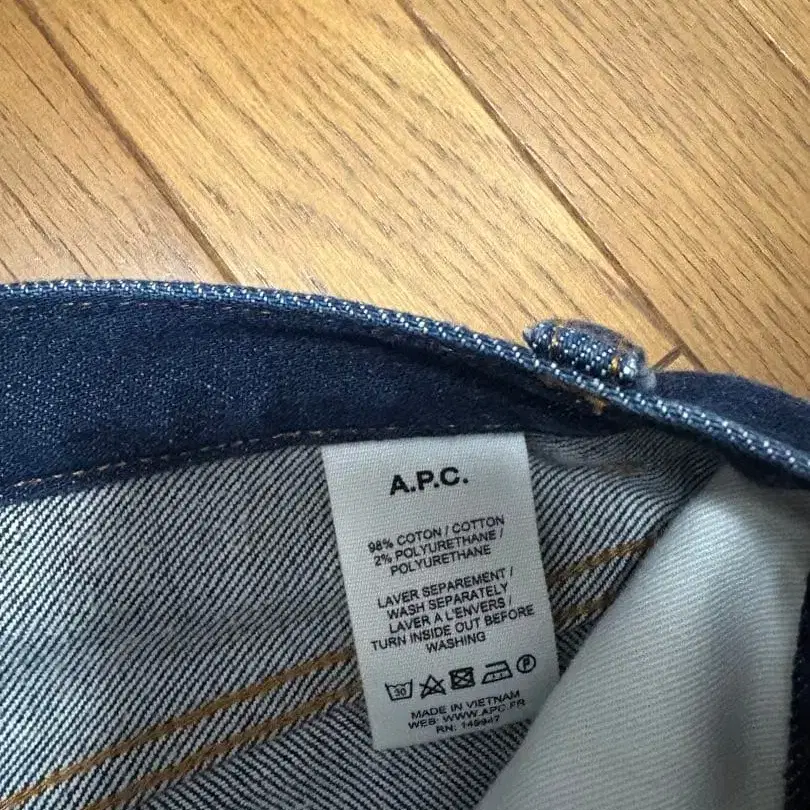 A.P.C.
98% COTON / COTTON
2% POLYURETHANE /
POLYURETHANE
LAVER SEPAREMENT /
WASH SEPARATELY
LAVER A L'ENVERS /
TURN INSIDE OUT BEFORE
WASHING
30 P
MADE IN VIETNAM
WEB: WWW.APC.FR
RN: